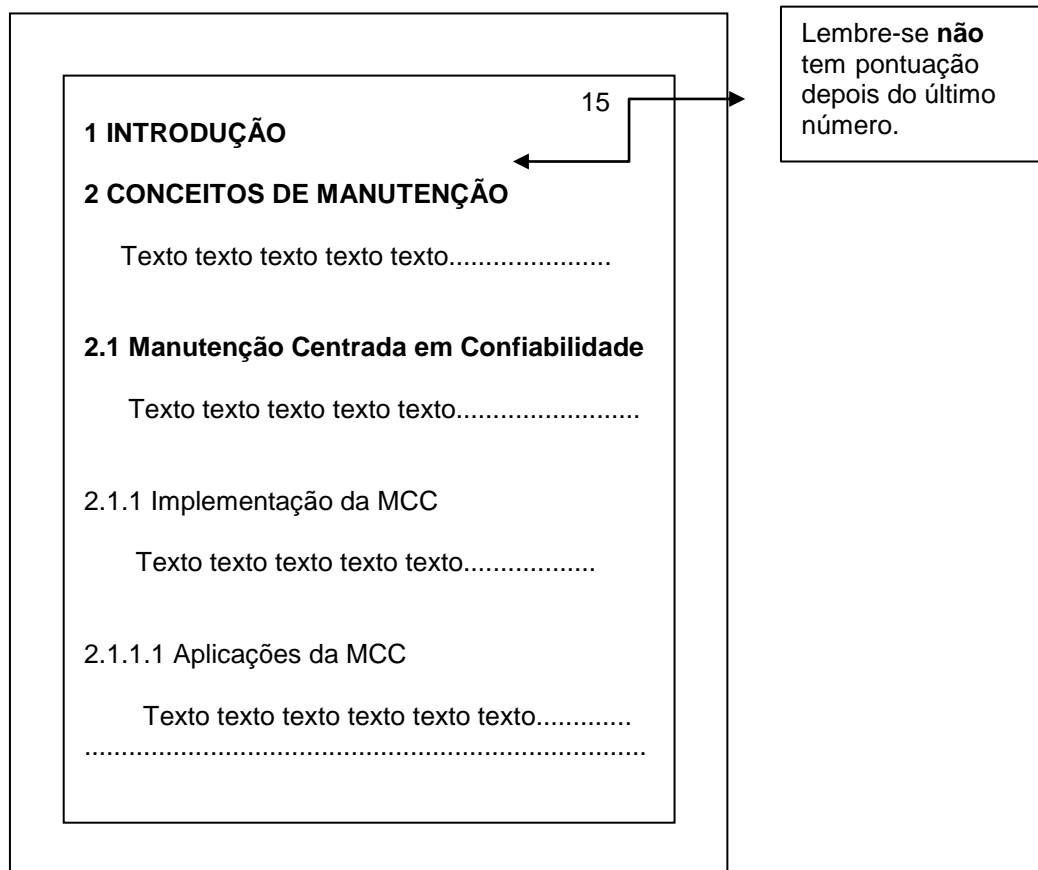 15
1 INTRODUÇÃO
2 CONCEITOS DE MANUTENÇÃO
Texto texto texto texto texto......................
2.1 Manutenção Centrada em Confiabilidade
Texto texto texto texto texto.........................
2.1.1 Implementação da MCC
Texto texto texto texto texto..................
2.1.1.1 Aplicações da MCC
Texto texto texto texto texto texto.............
............................................................................
Lembre-se não
tem pontuação
depois do último
número.